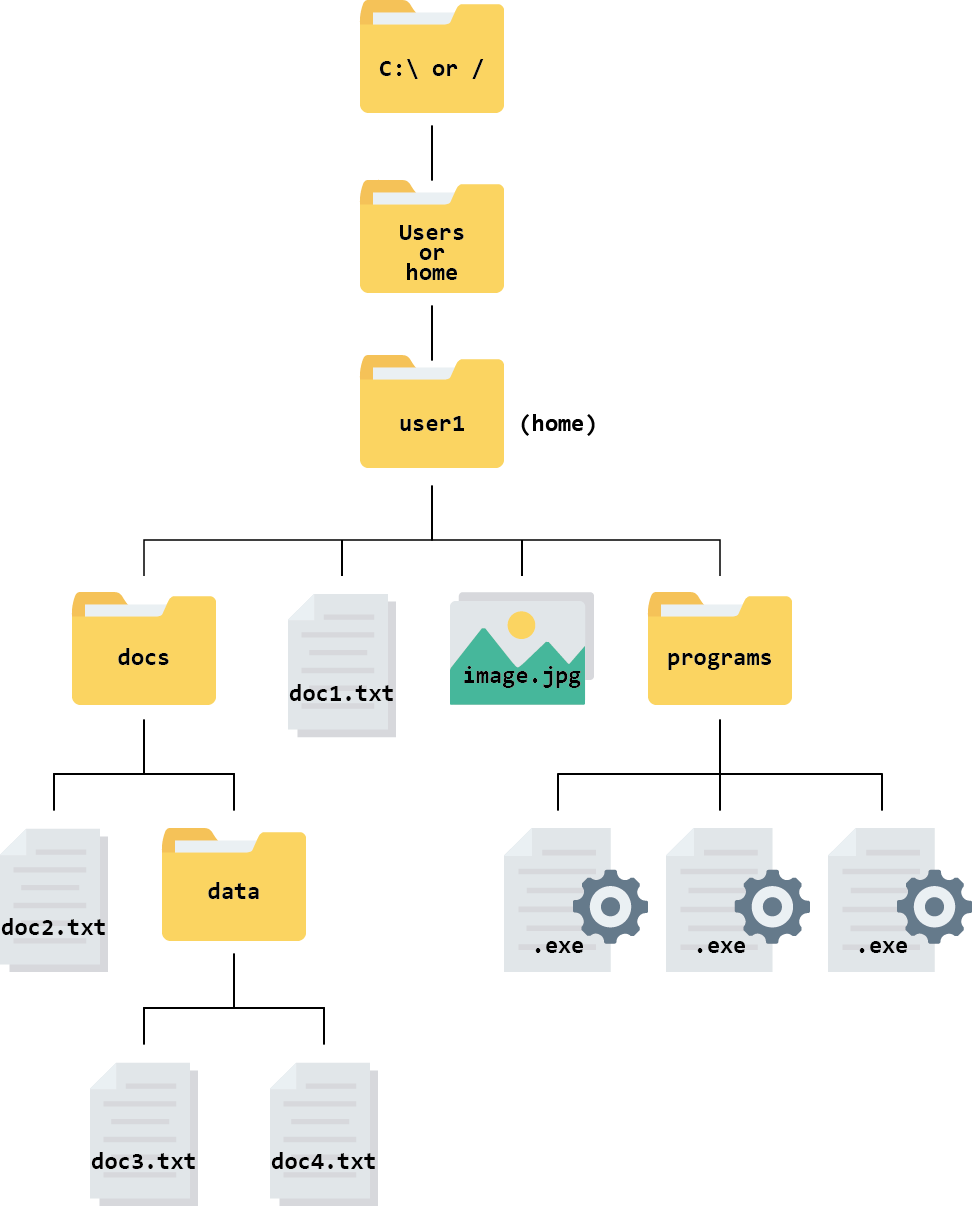 C:\ or /
Users
or
home
user1
(home)
docs
doc1.txt
image.jpg
programs
doc2.txt
data
.exe
.exe
.exe
doc3.txt
doc4.txt